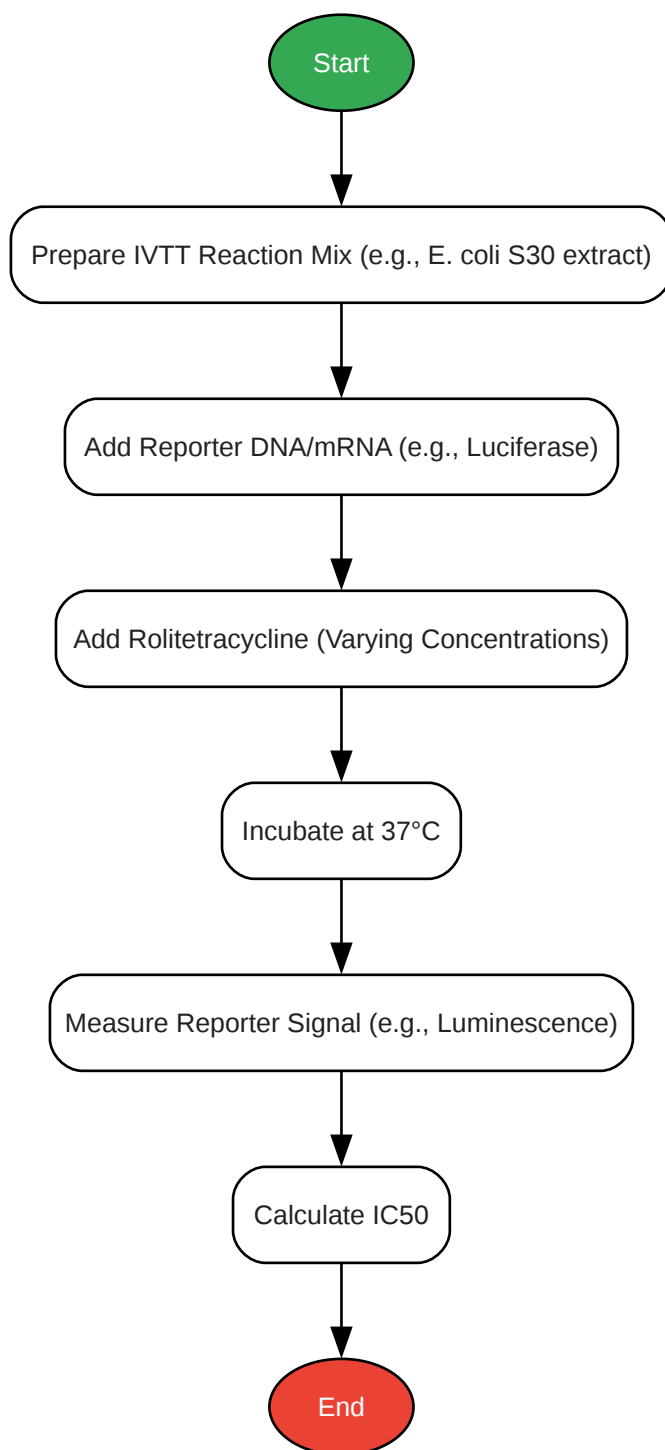 Start
Prepare IVTT Reaction Mix (e.g., E. coli S30 extract)
Add Reporter DNA/mRNA (e.g., Luciferase)
Add Rolitetracycline (Varying Concentrations)
Incubate at 37°C
Measure Reporter Signal (e.g., Luminescence)
Calculate IC50
End